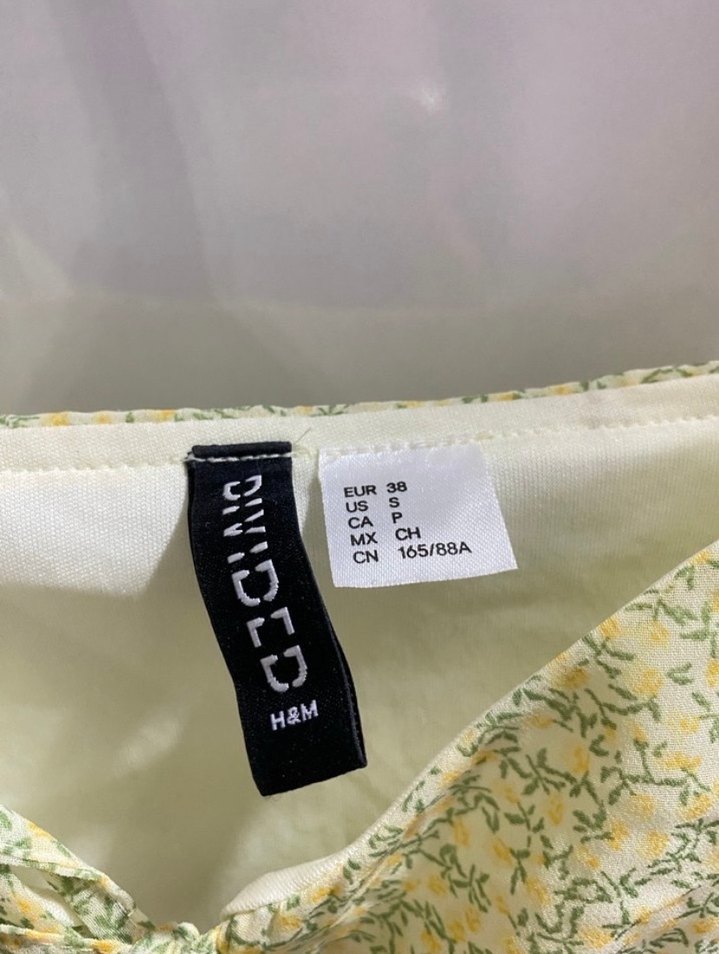 DIVIDED
H&M
EUR 38
US S
CA P
MX CH
CN 165/88A